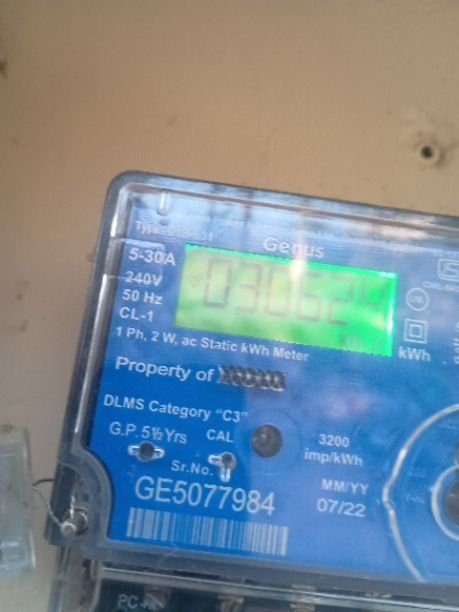 Genus
5-30A
240V
50 Hz
CL-1
030624
kWh
1 Ph, 2 W, ac Static kWh Meter
Property of
DLMS Category "C3"
G.P.5½Yrs
CAL
3200
imp/kWh
Sr.No.
GE5077984
MM/YY
07/22